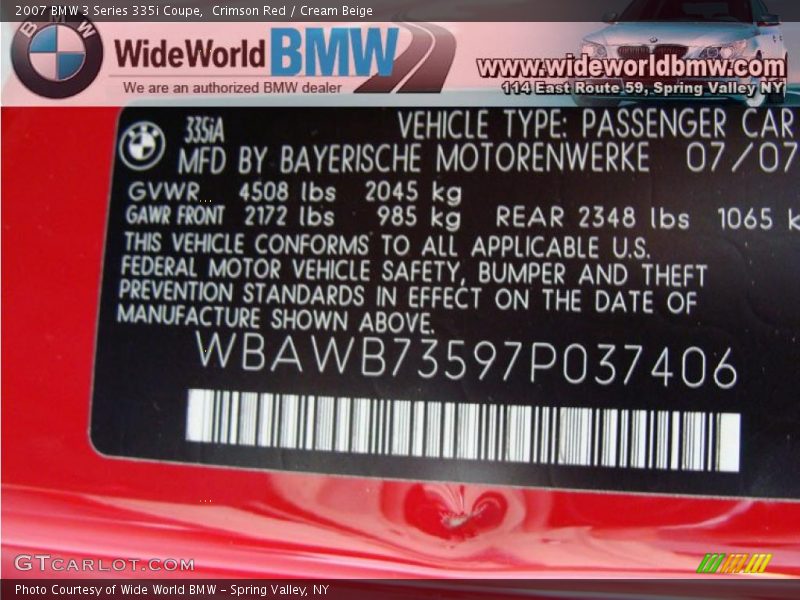 2007 BMW 3 Series 335i Coupe,  Crimson Red / Cream Beige
BMW
WideWorldBMW
We are an authorized BMW dealer
www.wideworldbmw.com
114 East Route 59, Spring Valley NY
335iA
VEHICLE TYPE: PASSENGER CAR
MFD BY BAYERISCHE MOTORENWERKE 07/07
GVWR 4508 lbs 2045 kg
GAWR FRONT 2172 lbs 985 kg REAR 2348 lbs 1065 k
THIS VEHICLE CONFORMS TO ALL APPLICABLE U.S.
FEDERAL MOTOR VEHICLE SAFETY, BUMPER AND THEFT
PREVENTION STANDARDS IN EFFECT ON THE DATE OF
MANUFACTURE SHOWN ABOVE.
WBAWB73597P037406
GTCARLOT.COM
Photo Courtesy of Wide World BMW - Spring Valley, NY